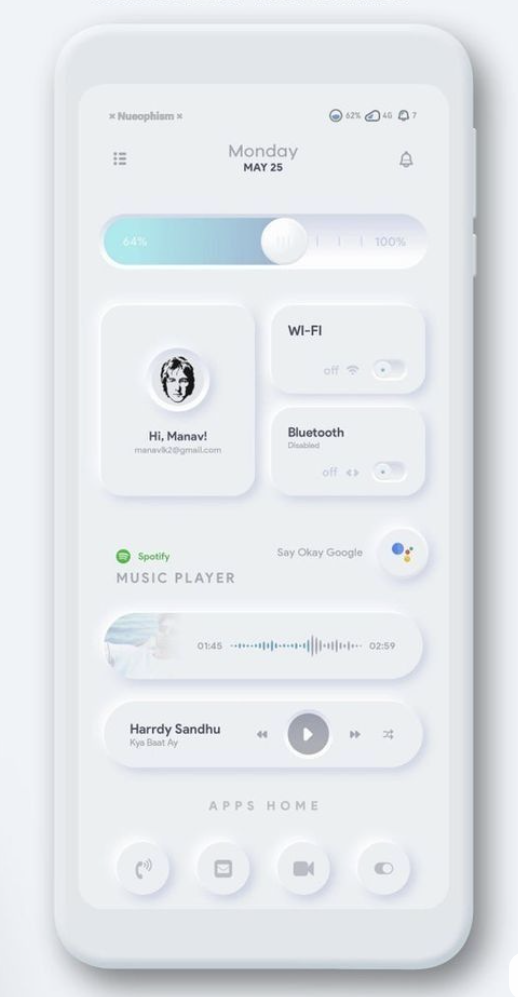 × Nueophism ×
62% 4G 7
Monday
MAY 25
64% 100%
WI-FI
off
Hi, Manav!
manavlk2@gmail.com
Bluetooth
Disabled
off
Spotify
Say Okay Google
MUSIC PLAYER
01:45 02:59
Harrdy Sandhu
Kya Baat Ay
APPS HOME